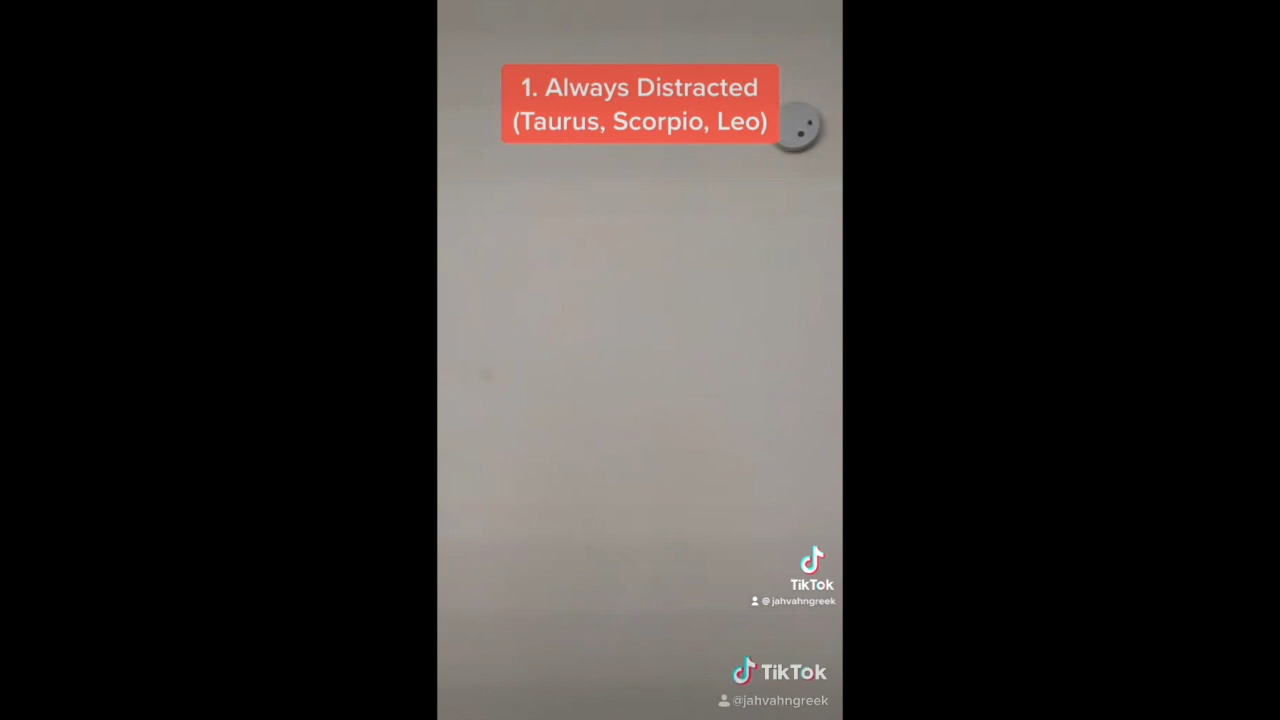 1. Always Distracted
(Taurus, Scorpio, Leo)
TikTok
@jahvahngreek
TikTok
@jahvahngreek